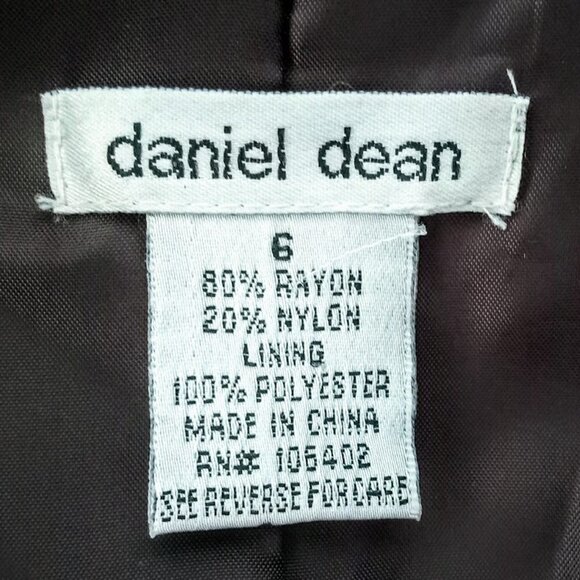 daniel dean
6
80% RAYON
20% NYLON
LINING
100% POLYESTER
MADE IN CHINA
RN# 106402
SEE REVERSE FOR CARE